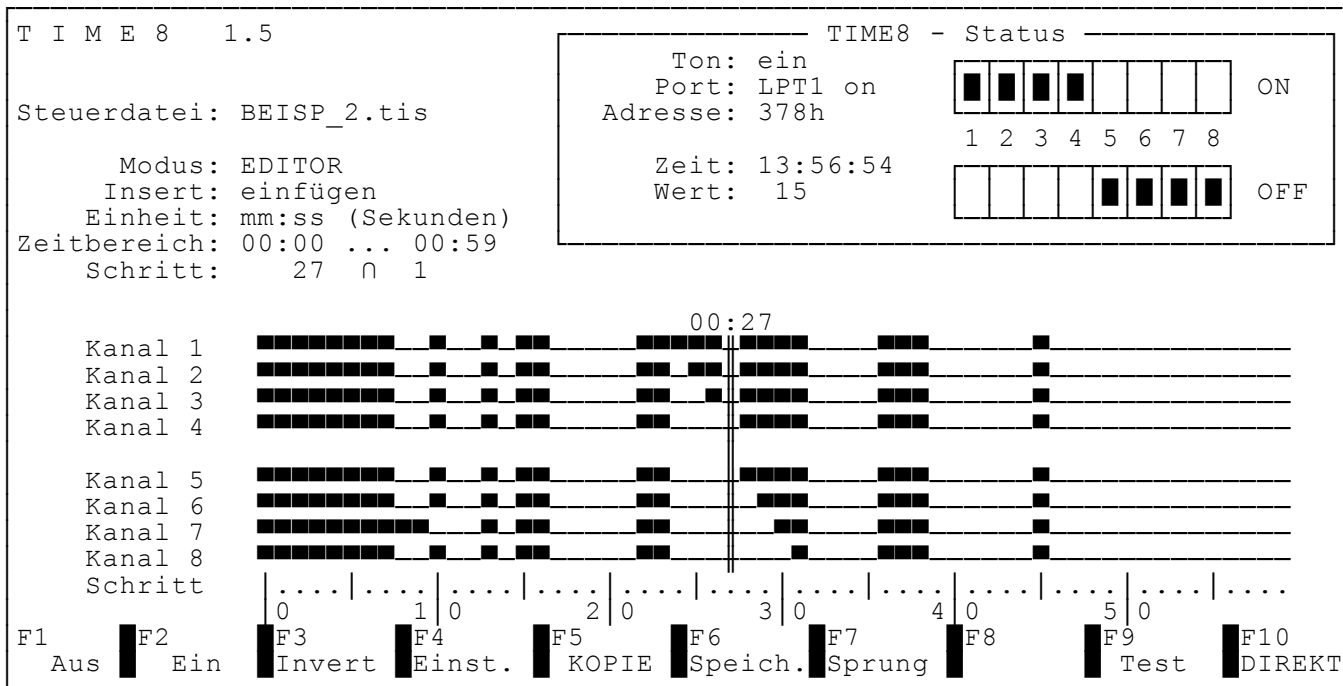 T I M E 8   1.5
TIME8 - Status
Ton: ein
Port: LPT1 on
ON
Steuerdatei: BEISP_2.tis
Adresse: 378h
1 2 3 4 5 6 7 8
Modus: EDITOR
Zeit: 13:56:54
Insert: einfügen
Wert: 15
OFF
Einheit: mm:ss (Sekunden)
Zeitbereich: 00:00 ... 00:59
Schritt: 27 ∩ 1
00:27
Kanal 1
Kanal 2
Kanal 3
Kanal 4
Kanal 5
Kanal 6
Kanal 7
Kanal 8
Schritt |....|....|....|....|....|....|....|....|....|....|....|....
|0 1|0 2|0 3|0 4|0 5|0
F1 F2 F3 F4 F5 F6 F7 F8 F9 F10
Aus Ein Invert Einst. KOPIE Speich. Sprung Test DIREKT